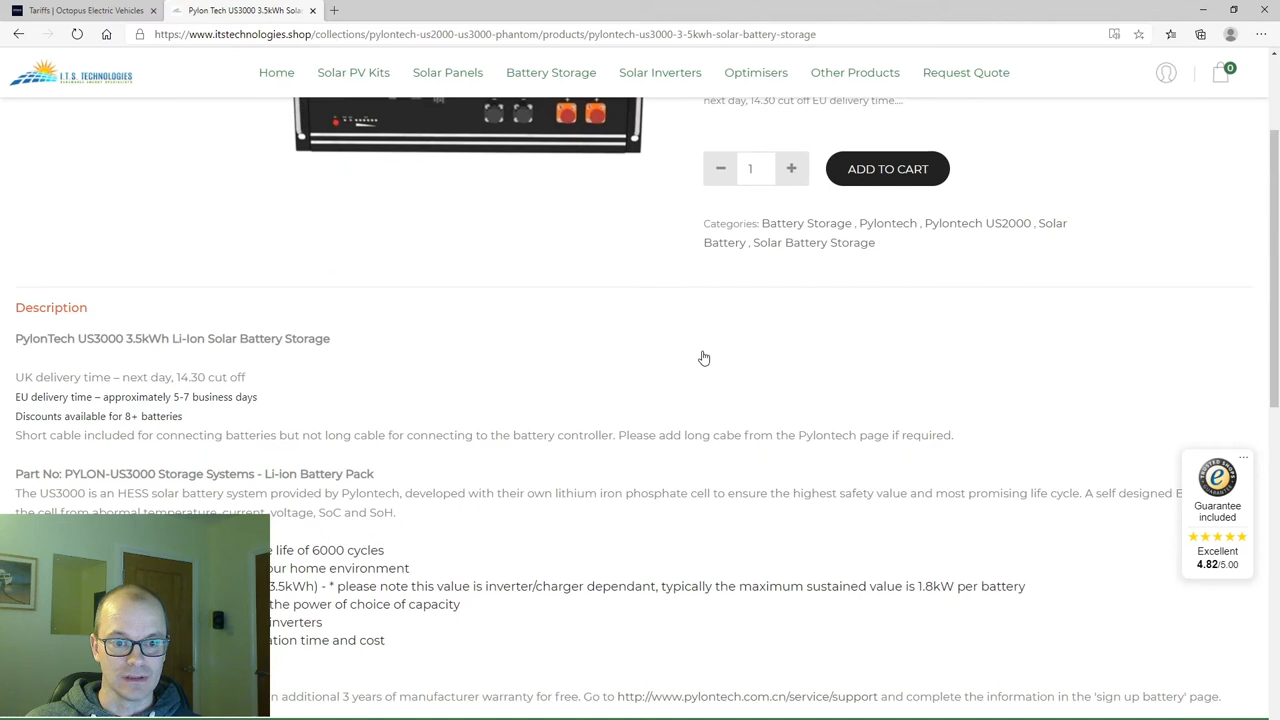 Tariffs | Octopus Electric Vehicles
Pylon Tech US3000 3.5kWh Sola
https://www.itstechnologies.shop/collections/pylontech-us2000-us3000-phantom/products/pylontech-us3000-3-5kwh-solar-battery-storage
I.T.S. TECHNOLOGIES
RENEWABLE ENERGY SPECIALISTS
Home Solar PV Kits Solar Panels Battery Storage Solar Inverters Optimisers Other Products Request Quote
0
next day, 14.30 cut off EU delivery time....
1
ADD TO CART
Categories: Battery Storage , Pylontech , Pylontech US2000 , Solar
Battery , Solar Battery Storage
Description
PylonTech US3000 3.5kWh Li-Ion Solar Battery Storage
UK delivery time – next day, 14.30 cut off
EU delivery time – approximately 5-7 business days
Discounts available for 8+ batteries
Short cable included for connecting batteries but not long cable for connecting to the battery controller. Please add long cabe from the Pylontech page if required.
Part No: PYLON-US3000 Storage Systems - Li-ion Battery Pack
The US3000 is an HESS solar battery system provided by Pylontech, developed with their own lithium iron phosphate cell to ensure the highest safety value and most promising life cycle. A self designed
the cell from abormal temperature, current, voltage, SoC and SoH.
life of 6000 cycles
our home environment
3.5kWh) - * please note this value is inverter/charger dependant, typically the maximum sustained value is 1.8kW per battery
the power of choice of capacity
inverters
ation time and cost
n additional 3 years of manufacturer warranty for free. Go to http://www.pylontech.com.cn/service/support and complete the information in the 'sign up battery' page.
TRUSTED SHOPS
GUARANTEE
Guarantee
included
Excellent
4.82/5.00